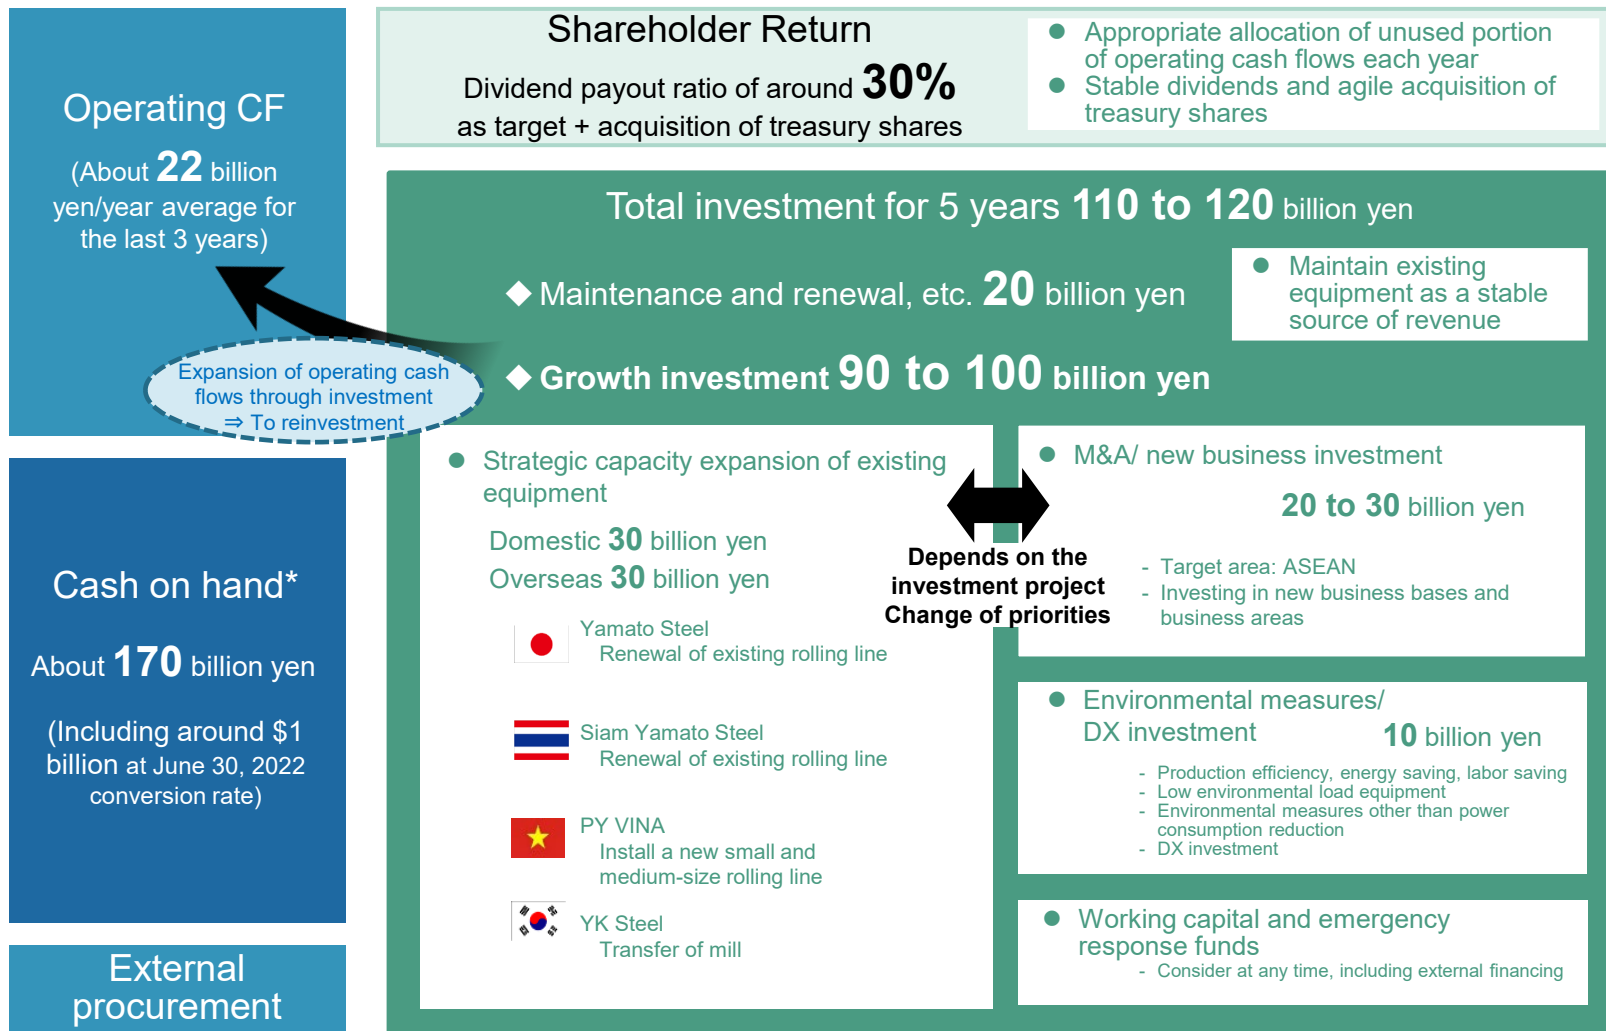 Operating CF
(About 22 billion
yen/year average for
the last 3 years)
Expansion of operating cash
flows through investment
⇒ To reinvestment
Cash on hand*
About 170 billion yen
(Including around $1
billion at June 30, 2022
conversion rate)
External
procurement
Shareholder Return
Dividend payout ratio of around 30%
as target + acquisition of treasury shares
● Appropriate allocation of unused portion
of operating cash flows each year
● Stable dividends and agile acquisition of
treasury shares
Total investment for 5 years 110 to 120 billion yen
◆ Maintenance and renewal, etc. 20 billion yen
● Maintain existing
equipment as a stable
source of revenue
◆ Growth investment 90 to 100 billion yen
● Strategic capacity expansion of existing
equipment
Domestic 30 billion yen
Overseas 30 billion yen
Yamato Steel
Renewal of existing rolling line
Siam Yamato Steel
Renewal of existing rolling line
PY VINA
Install a new small and
medium-size rolling line
YK Steel
Transfer of mill
Depends on the
investment project
Change of priorities
● M&A/ new business investment
20 to 30 billion yen
- Target area: ASEAN
- Investing in new business bases and
business areas
● Environmental measures/
DX investment 10 billion yen
- Production efficiency, energy saving, labor saving
- Low environmental load equipment
- Environmental measures other than power
consumption reduction
- DX investment
● Working capital and emergency
response funds
- Consider at any time, including external financing